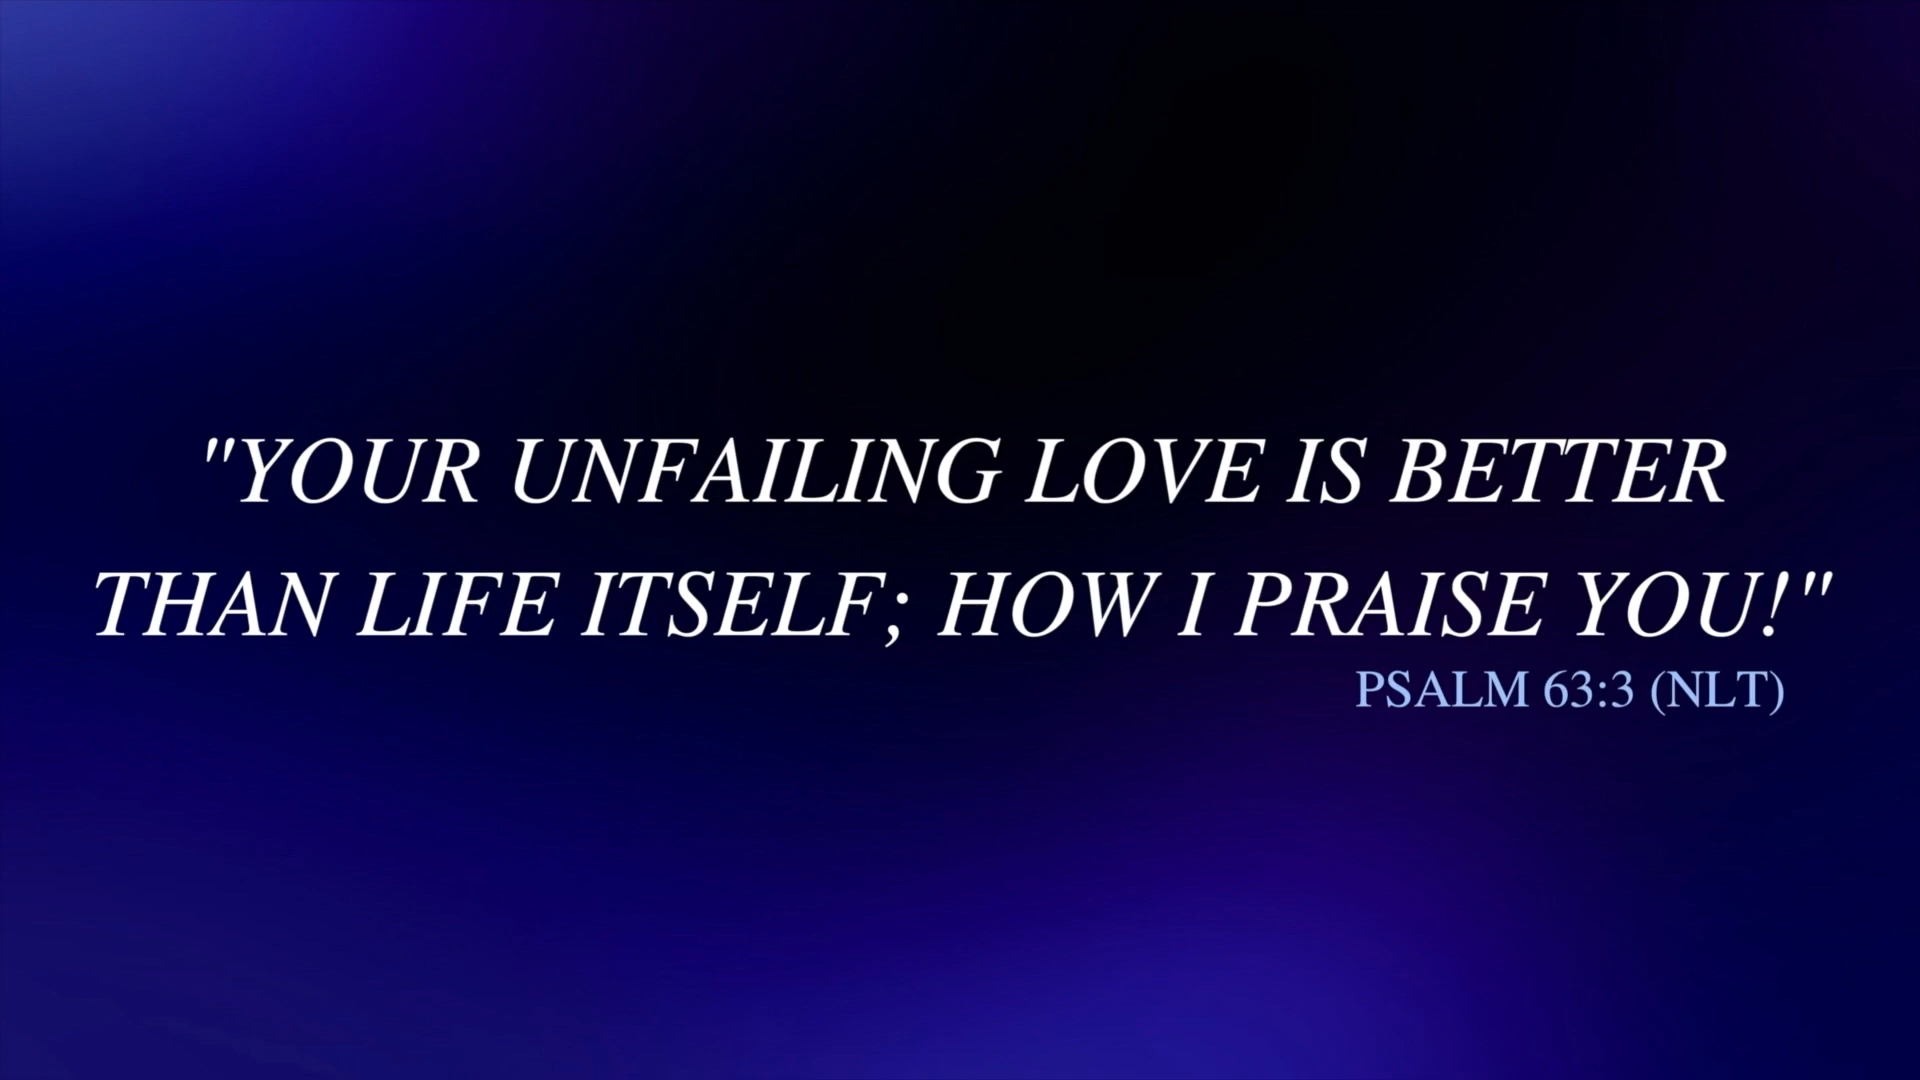 "YOUR UNFAILING LOVE IS BETTER
THAN LIFE ITSELF; HOW I PRAISE YOU!"
PSALM 63:3 (NLT)